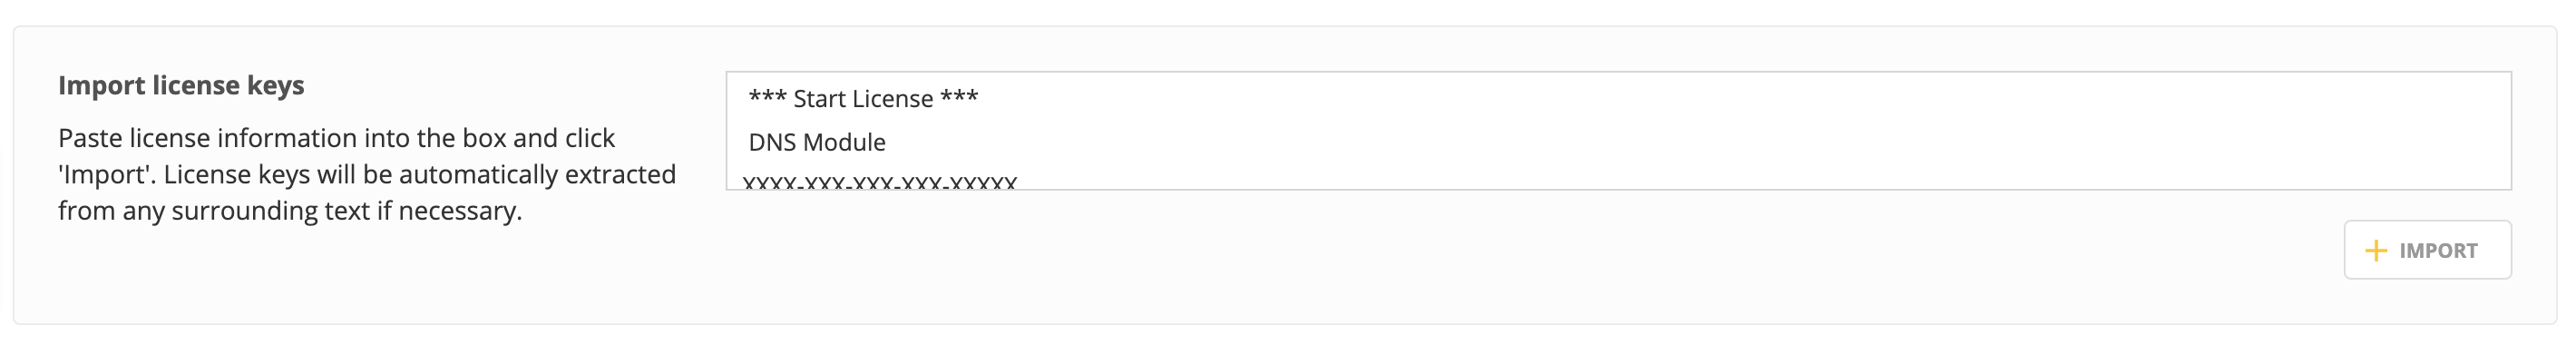 Import license keys
Paste license information into the box and click
'Import'. License keys will be automatically extracted
from any surrounding text if necessary.
*** Start License ***
DNS Module
XXXX-XXX-XXX-XXX-XXXXX
IMPORT